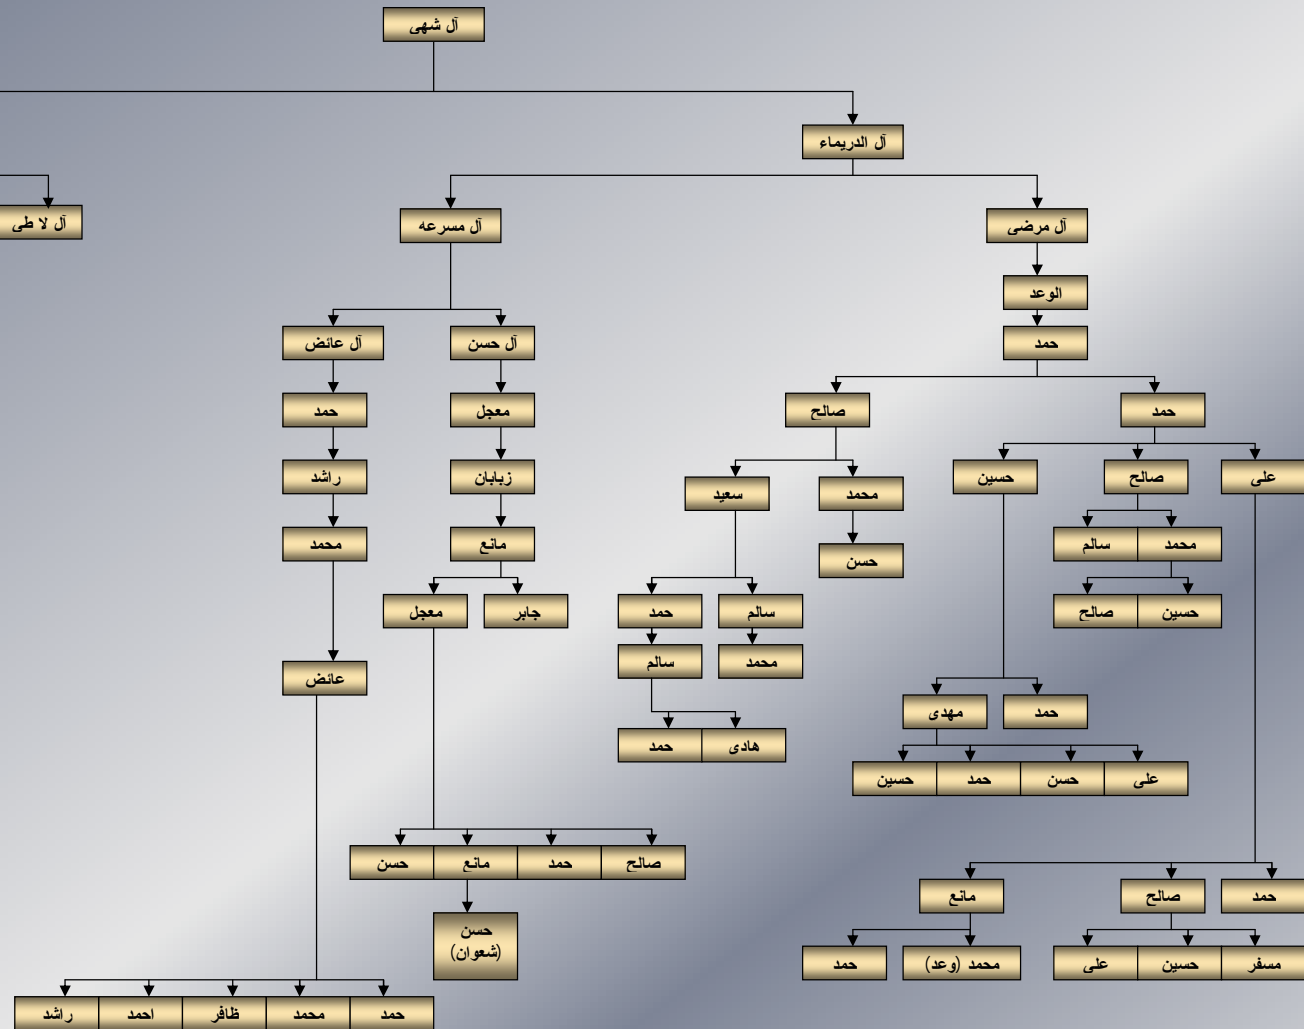 آل شهى
آل الدريماء
آل لا طى
آل مسرعه
آل مرضى
الوعد
آل عائض
آل حسن
حمد
حمد
معجل
صالح
حمد
راشد
زبابان
سعيد
محمد
حسين
صالح
على
محمد
مانع
حسن
سالم
محمد
معجل
جابر
حمد
سالم
صالح
حسين
عائض
سالم
محمد
مهدى
حمد
حمد
هادى
حسين
حمد
حسن
على
حسن
مانع
حمد
صالح
مانع
صالح
حمد
حسن
(شعوان)
حمد
محمد (وعد)
على
حسين
مسفر
راشد
احمد
ظافر
محمد
حمد